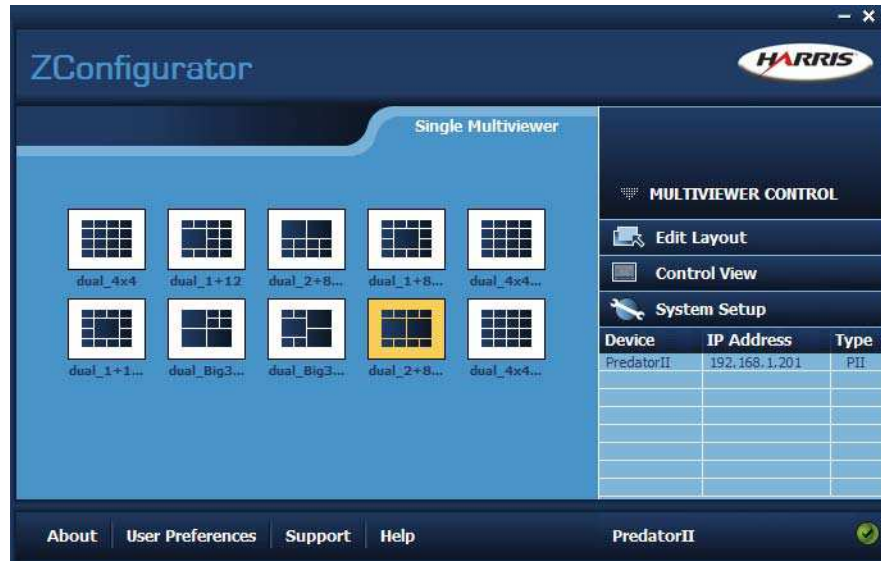 ZConfigurator
HARRIS
Single Multiviewer
MULTIVIEWER CONTROL
Edit Layout
Control View
System Setup
Device IP Address Type
PredatorII 192.168.1.201 PII
dual_4x4 dual_1+12 dual_2+8... dual_1+8... dual_4x4...
dual_1+1... dual_Big3... dual_Big3... dual_2+8... dual_4x4...
About User Preferences Support Help
PredatorII